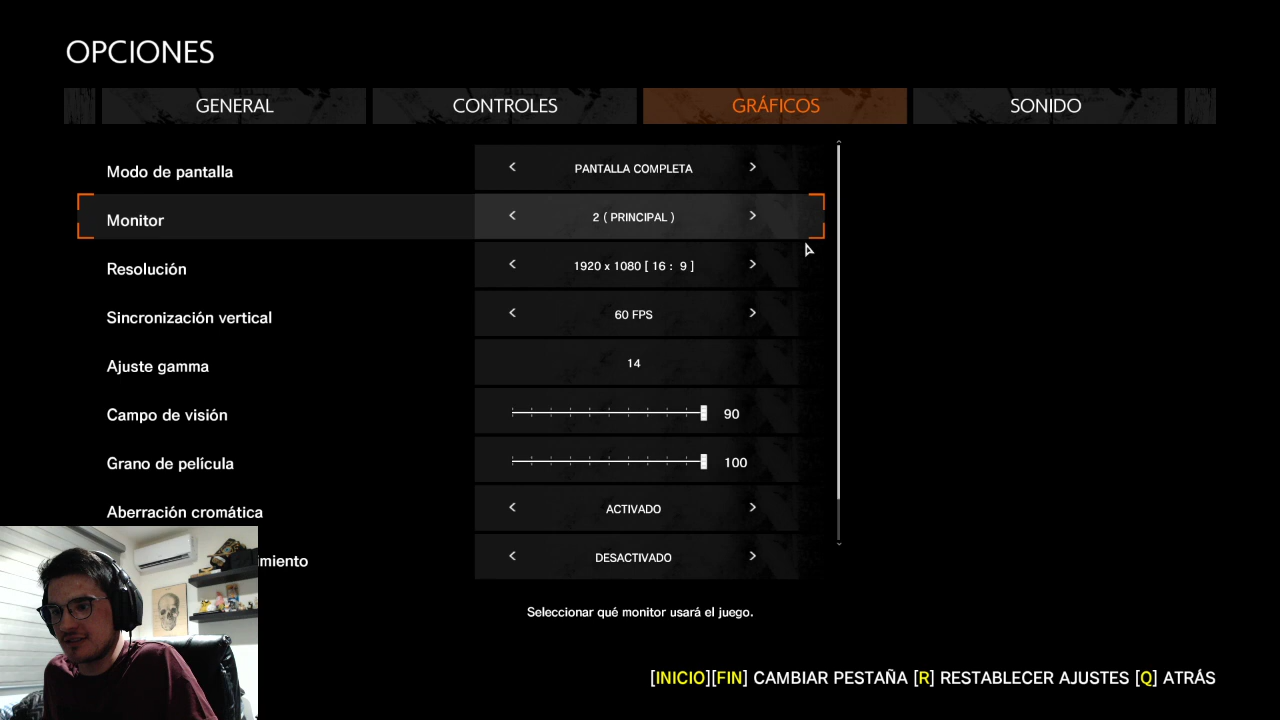 OPCIONES
GENERAL CONTROLES GRÁFICOS SONIDO
Modo de pantalla < PANTALLA COMPLETA >
Monitor < 2 ( PRINCIPAL ) >
Resolución < 1920 x 1080 [ 16 : 9 ] >
Sincronización vertical < 60 FPS >
Ajuste gamma 14
Campo de visión 90
Grano de película 100
Aberración cromática < ACTIVADO >
imiento < DESACTIVADO >
Seleccionar qué monitor usará el juego.
[INICIO][FIN] CAMBIAR PESTAÑA [R] RESTABLECER AJUSTES [Q] ATRÁS